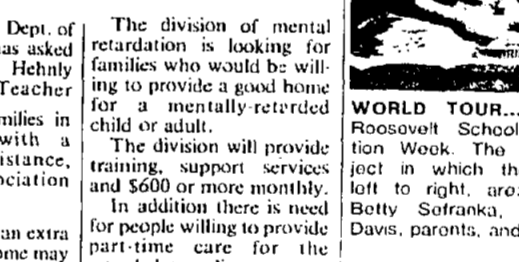 Dept. of
as asked
Hehnly
Teacher
milies in
with a
istance,
ociation
an extra
ome may
The division of mental
retardation is looking for
families who would be will-
ing to provide a good home
for a mentally-retarded
child or adult.
The division will provide
training, support services
and $600 or more monthly.
In addition there is need
for people willing to provide
part-time care for the
WORLD TOUR...
Roosevelt School
tion Week. The
ject in which th
left to right, are:
Betty Sofranka,
Davis, parents, and